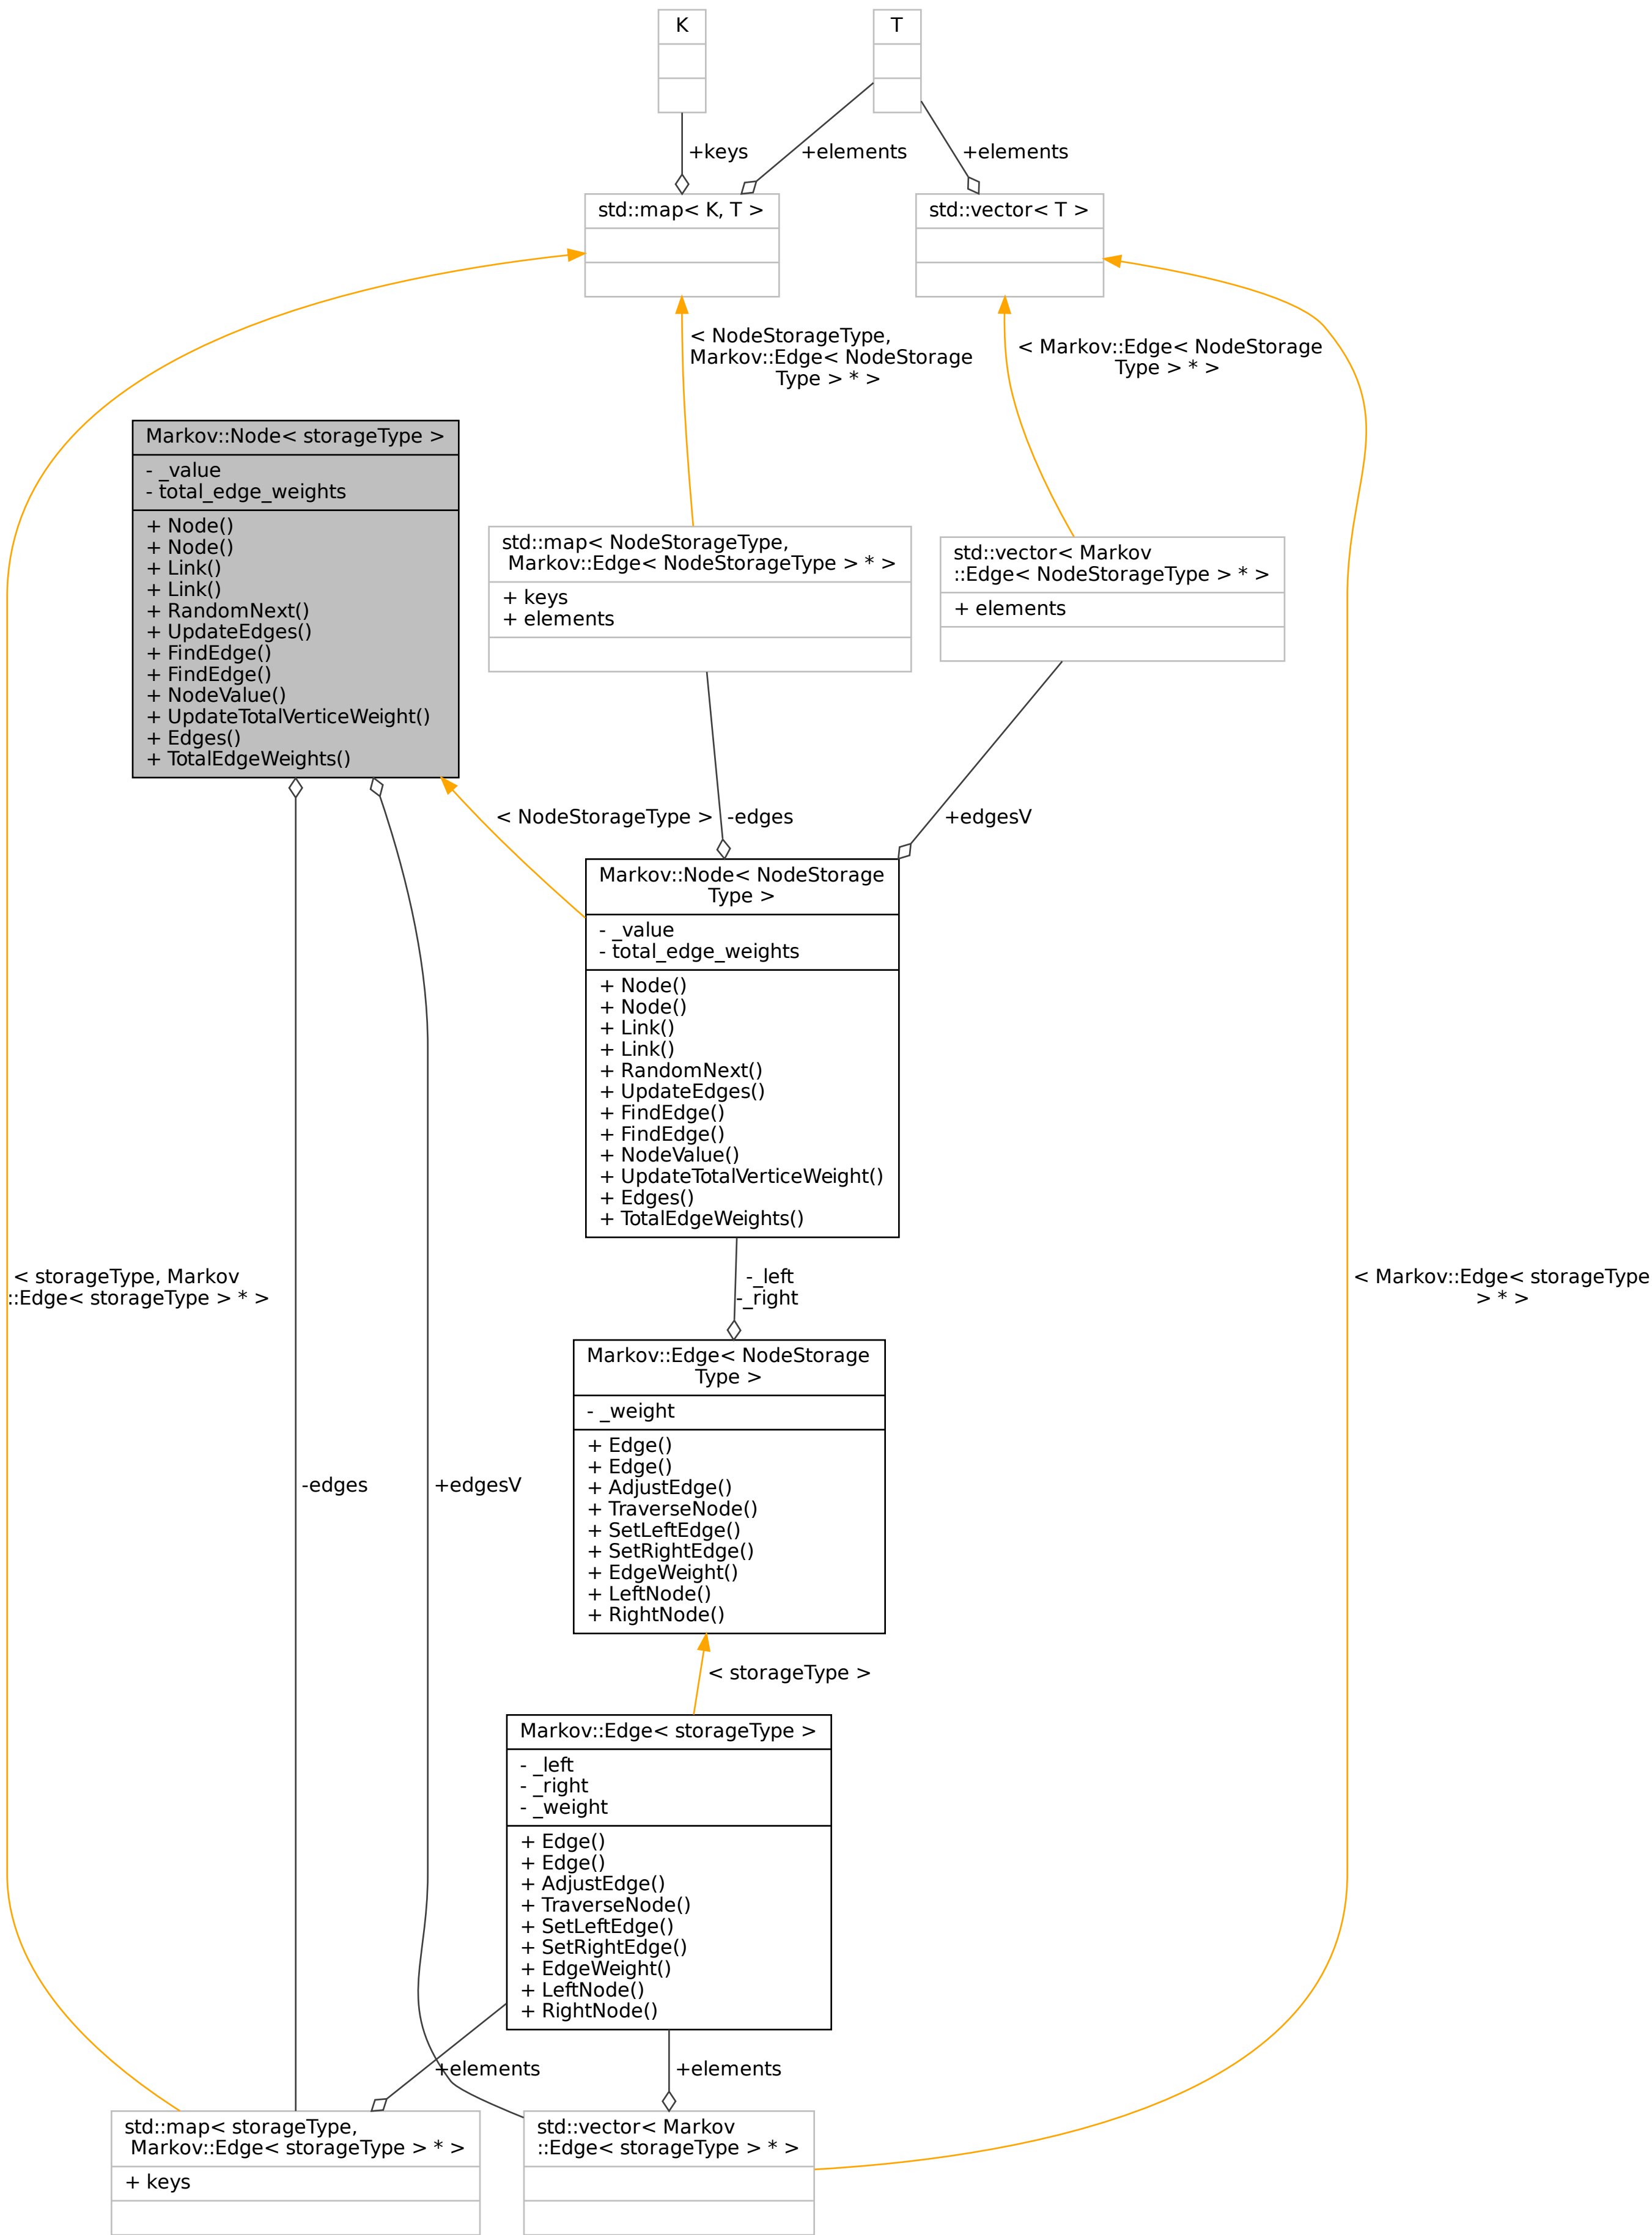 K
T
+keys
+elements
+elements
std::map< K, T >
std::vector< T >
< NodeStorageType,
Markov::Edge< NodeStorage
Type > * >
< Markov::Edge< NodeStorage
Type > * >
Markov::Node< storageType >
- _value
- total_edge_weights
+ Node()
+ Node()
+ Link()
+ Link()
+ RandomNext()
+ UpdateEdges()
+ FindEdge()
+ FindEdge()
+ NodeValue()
+ UpdateTotalVerticeWeight()
+ Edges()
+ TotalEdgeWeights()
std::map< NodeStorageType,
Markov::Edge< NodeStorageType > * >
+ keys
+ elements
std::vector< Markov
::Edge< NodeStorageType > * >
+ elements
< NodeStorageType >
-edges
+edgesV
Markov::Node< NodeStorage
Type >
- _value
- total_edge_weights
+ Node()
+ Node()
+ Link()
+ Link()
+ RandomNext()
+ UpdateEdges()
+ FindEdge()
+ FindEdge()
+ NodeValue()
+ UpdateTotalVerticeWeight()
+ Edges()
+ TotalEdgeWeights()
< storageType, Markov
::Edge< storageType > * >
-_left
-_right
< Markov::Edge< storageType
> * >
Markov::Edge< NodeStorage
Type >
- _weight
+ Edge()
+ Edge()
+ AdjustEdge()
+ TraverseNode()
+ SetLeftEdge()
+ SetRightEdge()
+ EdgeWeight()
+ LeftNode()
+ RightNode()
-edges
+edgesV
< storageType >
Markov::Edge< storageType >
- _left
- _right
- _weight
+ Edge()
+ Edge()
+ AdjustEdge()
+ TraverseNode()
+ SetLeftEdge()
+ SetRightEdge()
+ EdgeWeight()
+ LeftNode()
+ RightNode()
+elements
+elements
std::map< storageType,
Markov::Edge< storageType > * >
+ keys
std::vector< Markov
::Edge< storageType > * >